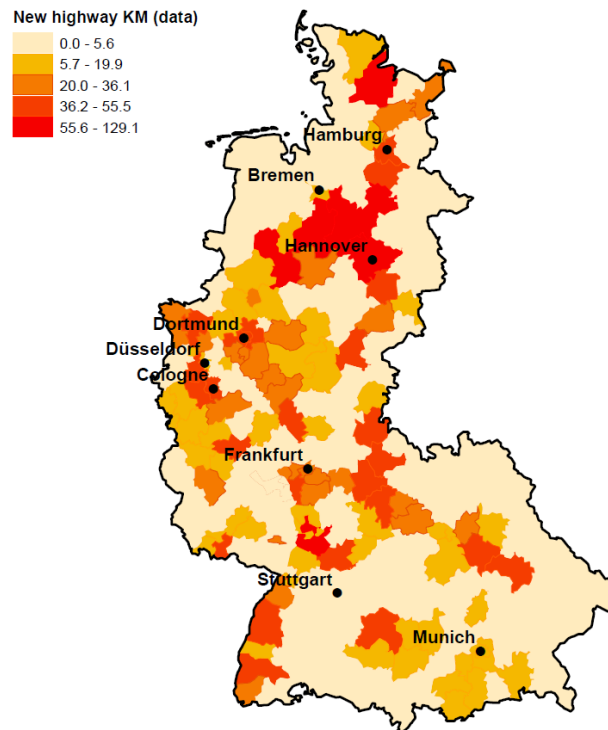 New highway KM (data)
0.0 - 5.6
5.7 - 19.9
20.0 - 36.1
36.2 - 55.5
55.6 - 129.1
Hamburg
Bremen
Hannover
Dortmund
Düsseldorf
Cologne
Frankfurt
Stuttgart
Munich